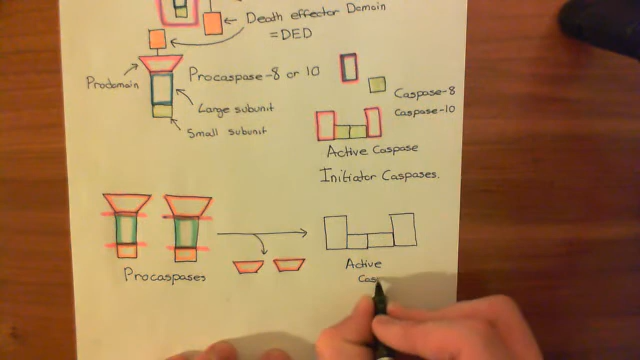 Death effector Domain
=DED
Prodomain
Procaspase-8 or 10
Large subunit
Small subunit
Caspase-8
Caspase-10
Active Caspase
Initiator Caspases.
Procaspases
Active
Cas